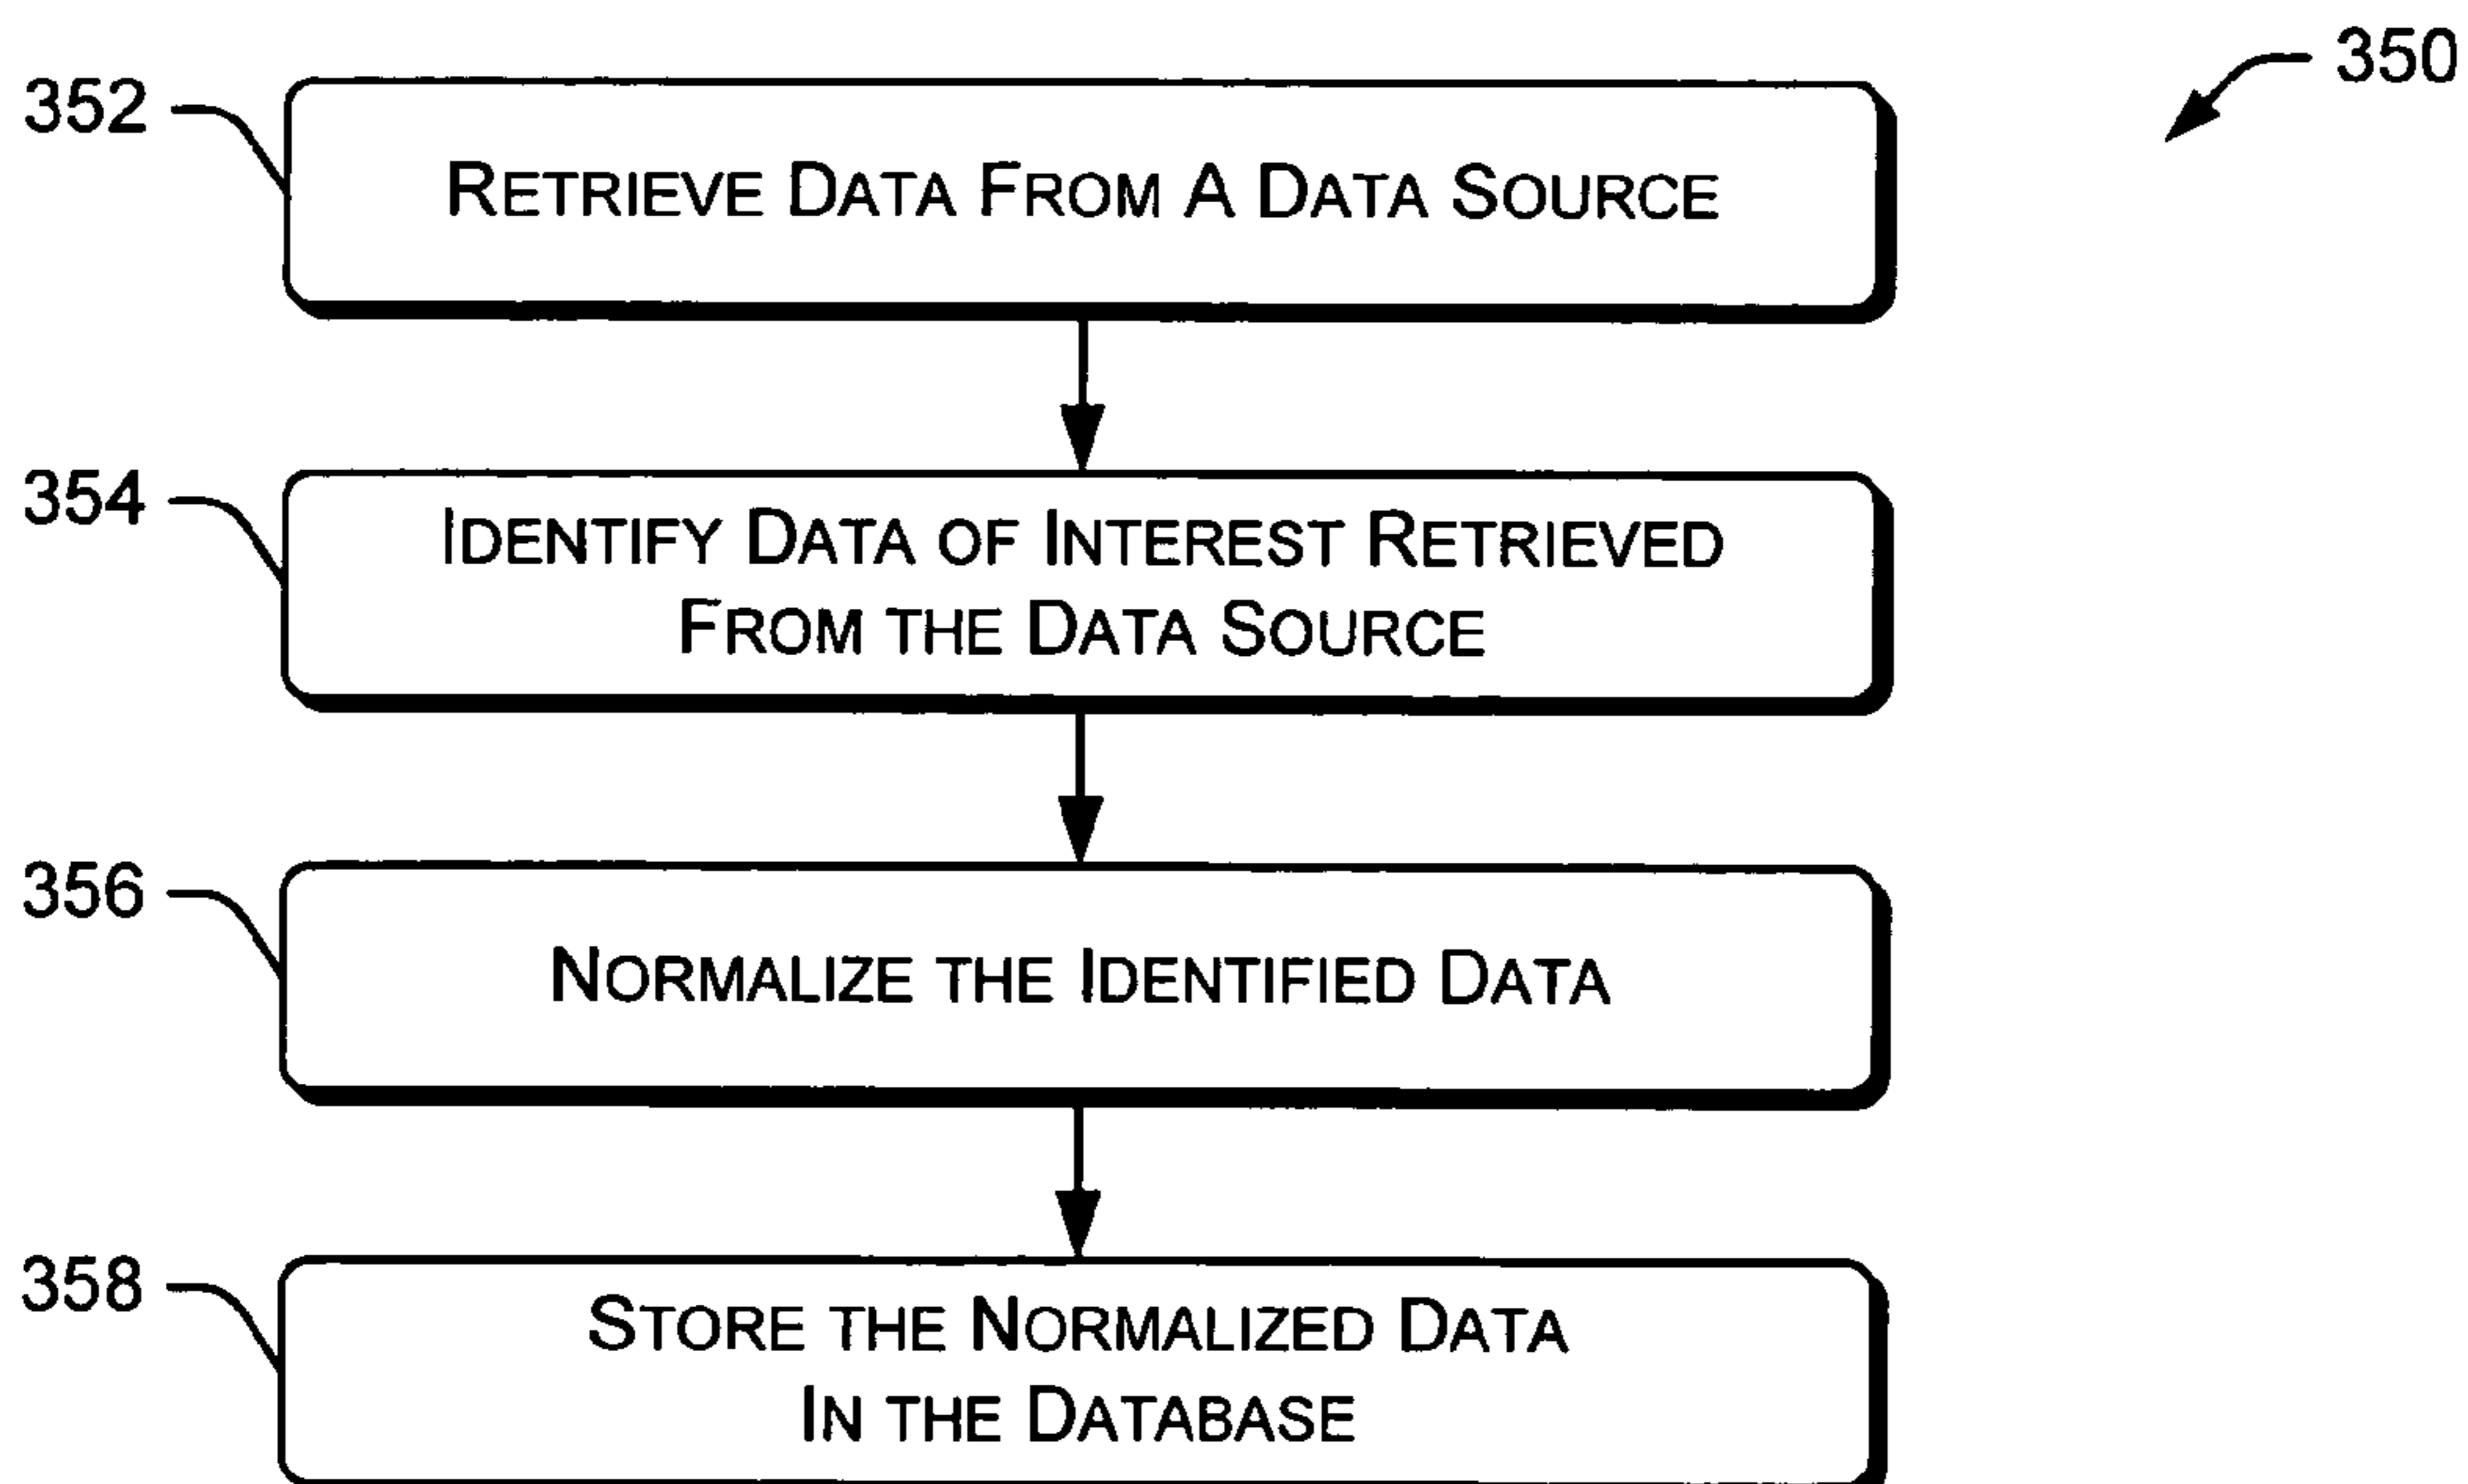 350
352
RETRIEVE DATA FROM A DATA SOURCE
354
IDENTIFY DATA OF INTEREST RETRIEVED
FROM THE DATA SOURCE
356
NORMALIZE THE IDENTIFIED DATA
358
STORE THE NORMALIZED DATA
IN THE DATABASE